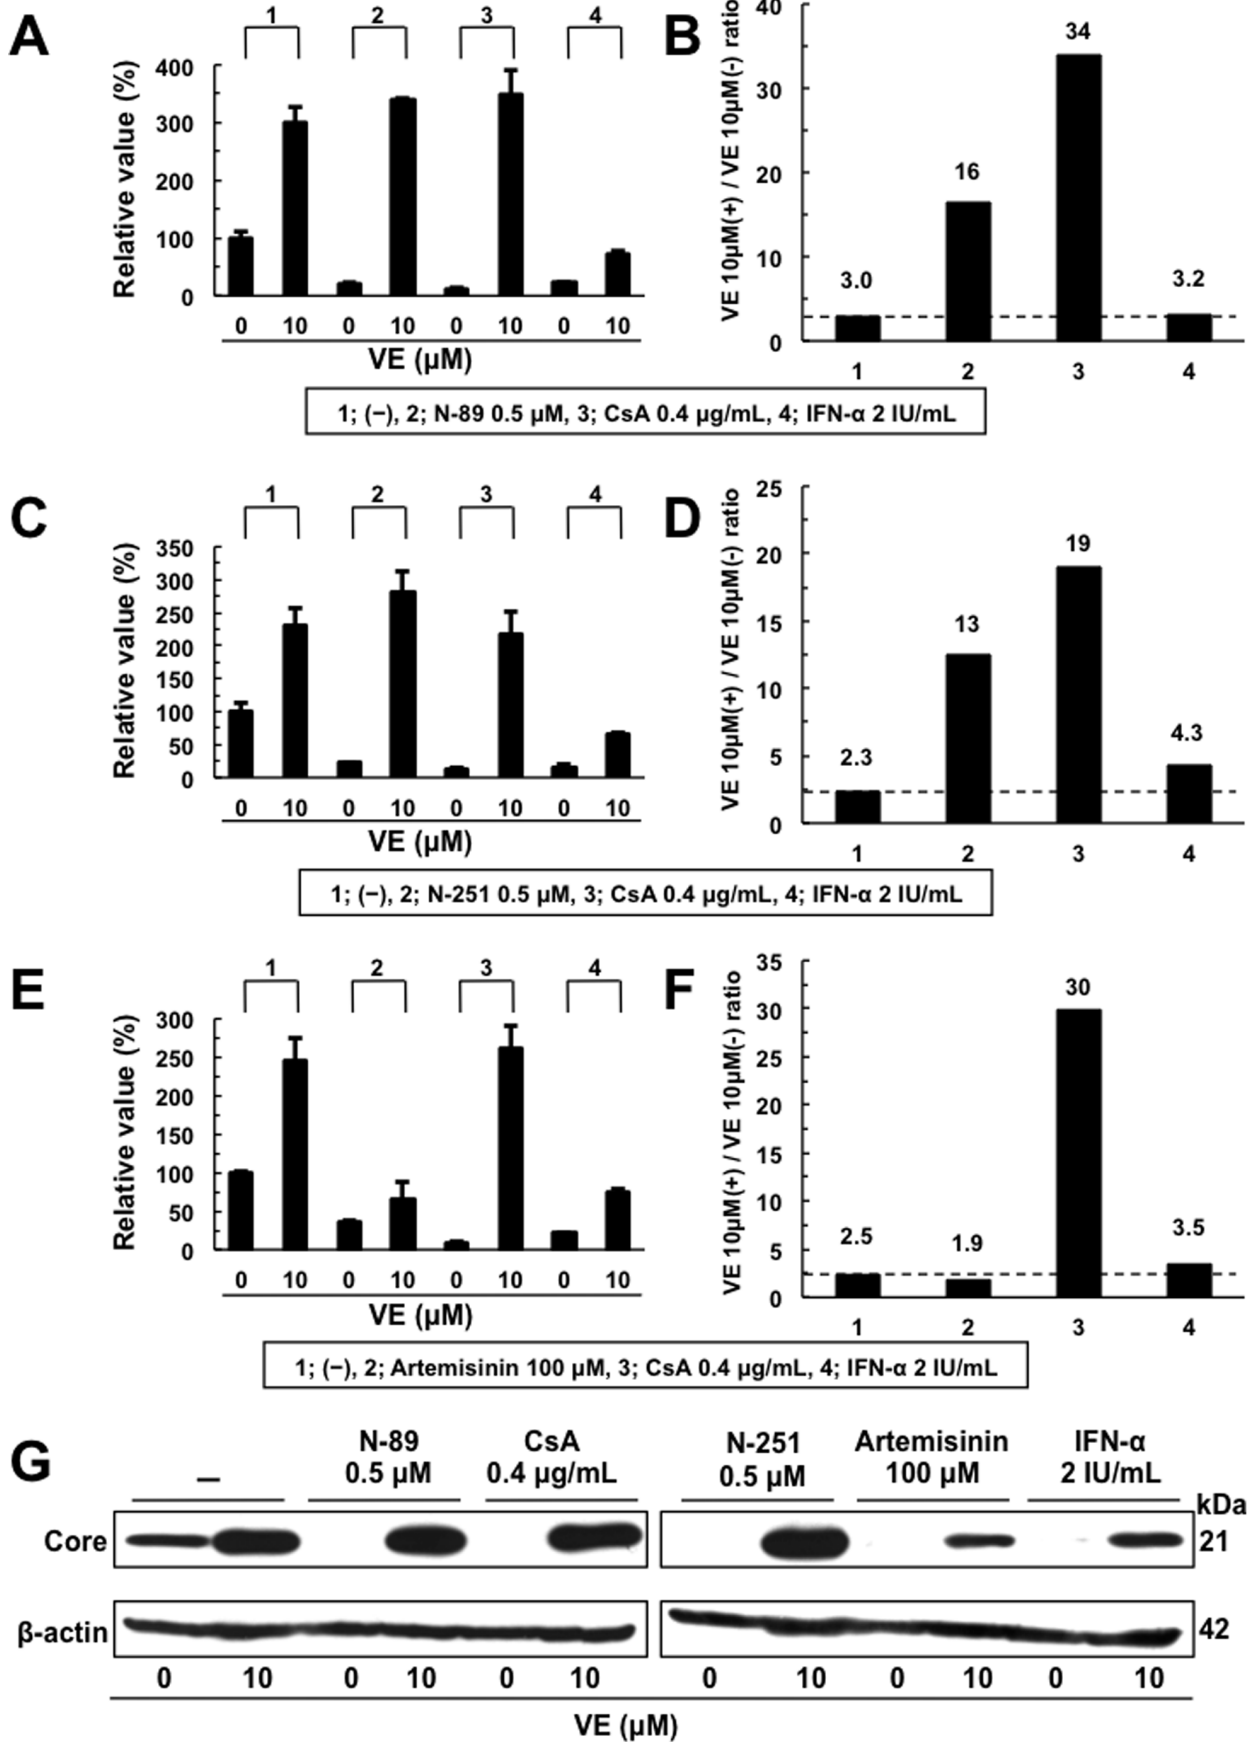 A
1 2 3 4
Relative value (%)
400
300
200
100
0
0 10 0 10 0 10 0 10
VE (μM)
B
VE 10μM(+) / VE 10μM(-) ratio
40
30
20
10
0
3.0
16
34
3.2
1 2 3 4
1; (−), 2; N-89 0.5 μM, 3; CsA 0.4 μg/mL, 4; IFN-α 2 IU/mL
C
1 2 3 4
Relative value (%)
350
300
250
200
150
100
50
0
0 10 0 10 0 10 0 10
VE (μM)
D
VE 10μM(+) / VE 10μM(-) ratio
25
20
15
10
5
0
2.3
13
19
4.3
1 2 3 4
1; (−), 2; N-251 0.5 μM, 3; CsA 0.4 μg/mL, 4; IFN-α 2 IU/mL
E
1 2 3 4
Relative value (%)
300
250
200
150
100
50
0
0 10 0 10 0 10 0 10
VE (μM)
F
VE 10μM(+) / VE 10μM(-) ratio
35
30
25
20
15
10
5
0
2.5
1.9
30
3.5
1 2 3 4
1; (−), 2; Artemisinin 100 μM, 3; CsA 0.4 μg/mL, 4; IFN-α 2 IU/mL
G
– N-89 CsA N-251 Artemisinin IFN-α
0.5 μM 0.4 μg/mL 0.5 μM 100 μM 2 IU/mL
kDa
Core 21
β-actin 42
0 10 0 10 0 10 0 10 0 10 0 10
VE (μM)